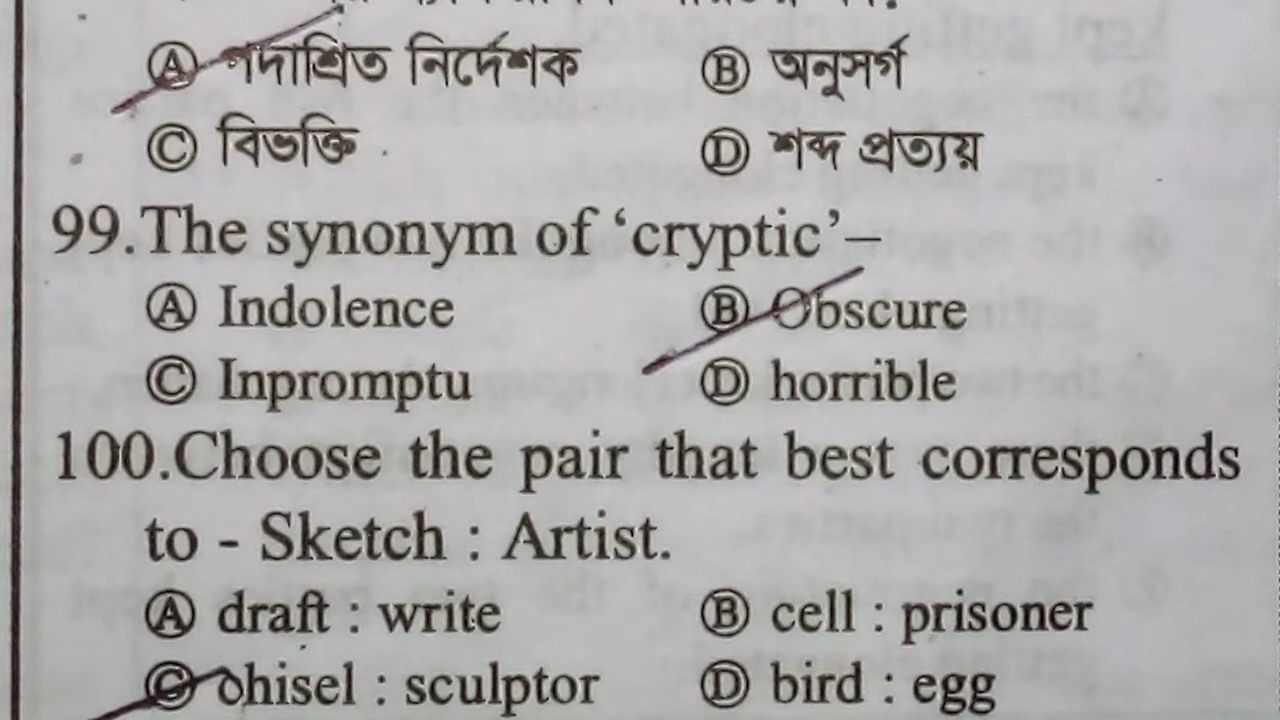 Ⓐ পদাশ্রিত নির্দেশক Ⓑ অনুসর্গ
Ⓒ বিভক্তি Ⓓ শব্দ প্রত্যয়
99.The synonym of ‘cryptic’–
Ⓐ Indolence Ⓑ Obscure
Ⓒ Inpromptu Ⓓ horrible
100.Choose the pair that best corresponds
to - Sketch : Artist.
Ⓐ draft : write Ⓑ cell : prisoner
Ⓒ chisel : sculptor Ⓓ bird : egg